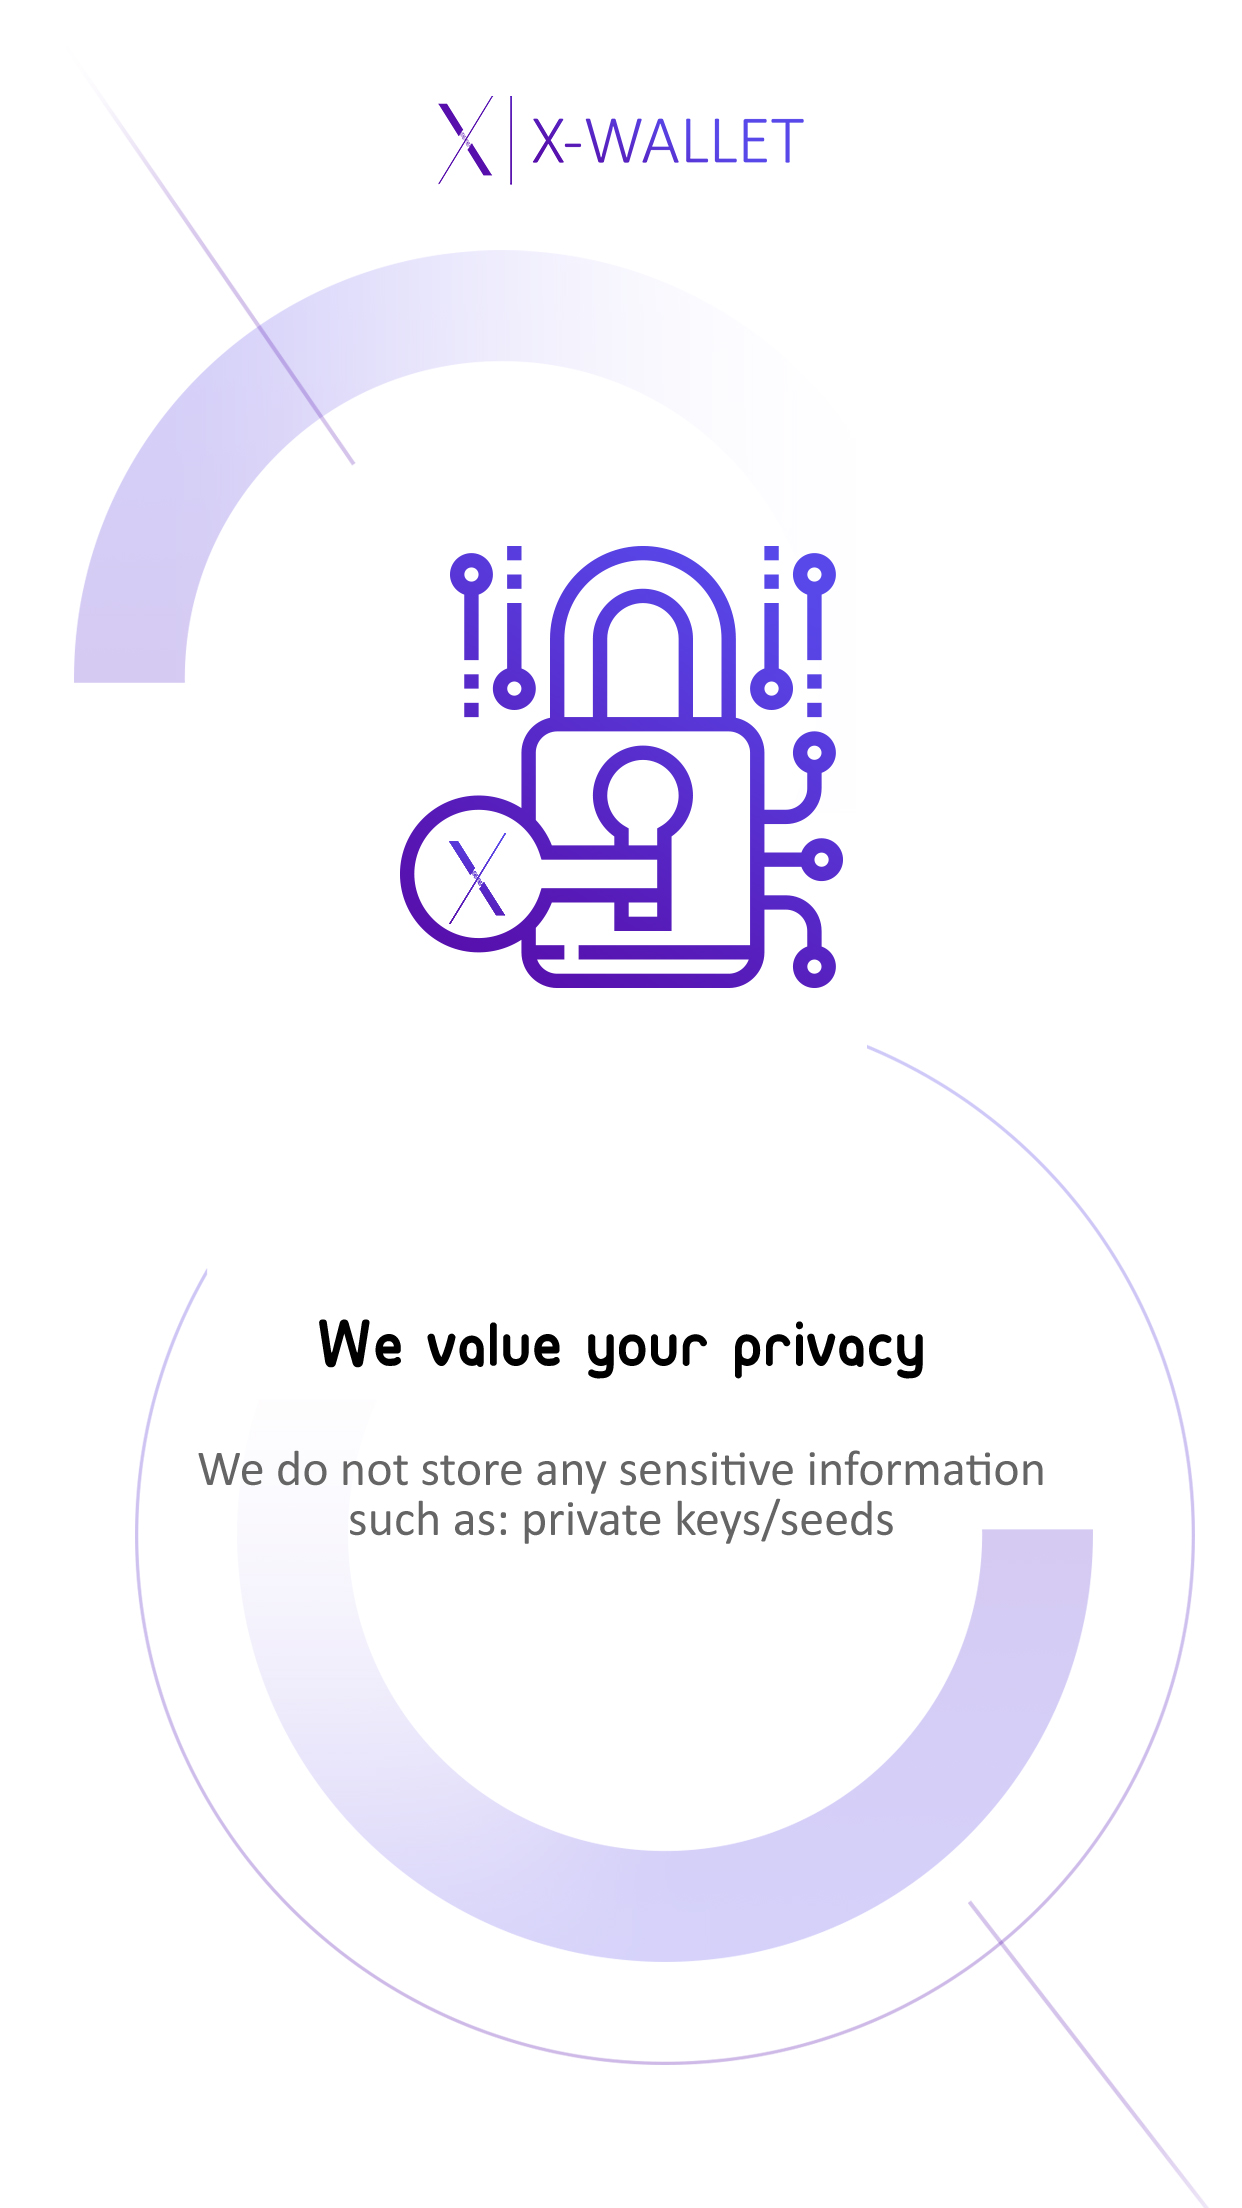 X-WALLET
We value your privacy
We do not store any sensitive information
such as: private keys/seeds